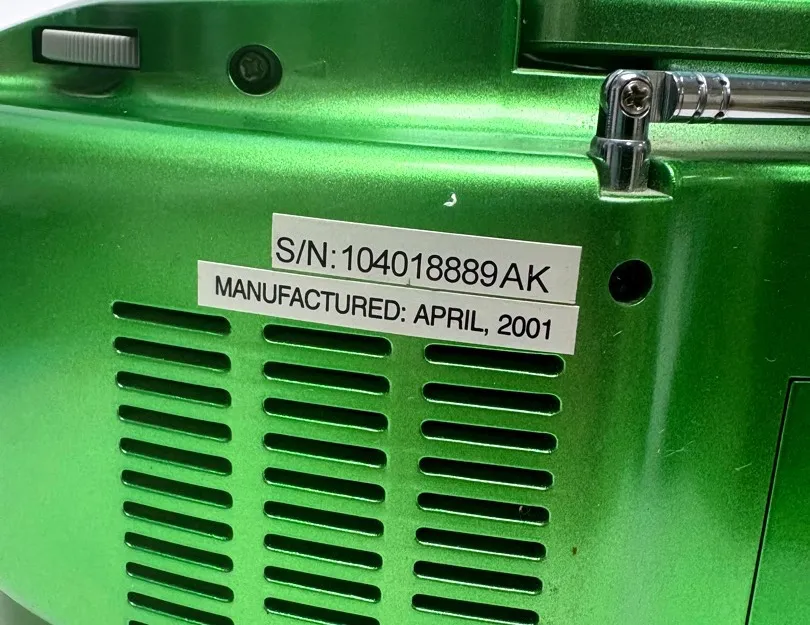 S/N:104018889AK
MANUFACTURED: APRIL, 2001